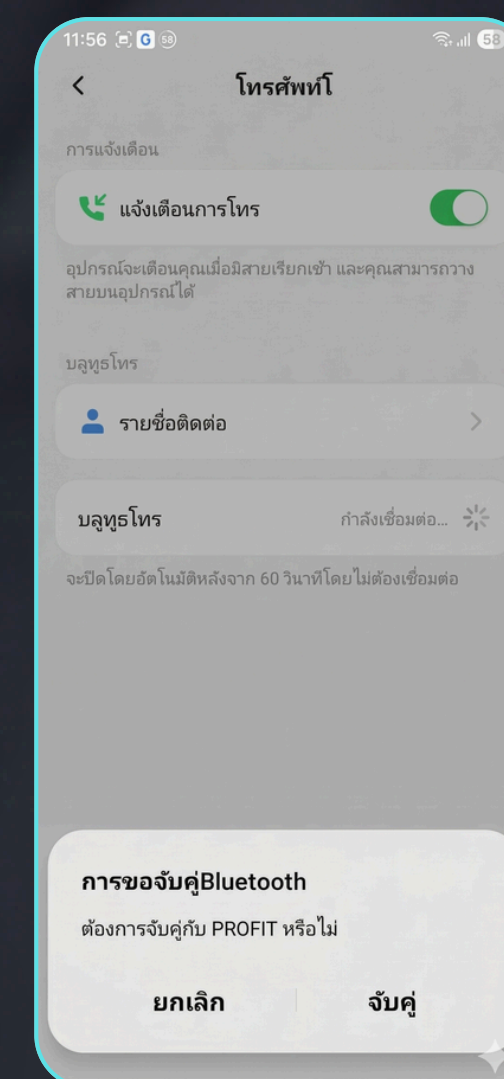 11:56 G 58 58
โทรศัพท์โ
การแจ้งเตือน
แจ้งเตือนการโทร
อุปกรณ์จะเตือนคุณเมื่อมีสายเรียกเข้า และคุณสามารถวาง
สายบนอุปกรณ์ได้
บลูทูธโทร
รายชื่อติดต่อ
บลูทูธโทร กำลังเชื่อมต่อ...
จะปิดโดยอัตโนมัติหลังจาก 60 วินาทีโดยไม่ต้องเชื่อมต่อ
การขอจับคู่Bluetooth
ต้องการจับคู่กับ PROFIT หรือไม่
ยกเลิก จับคู่